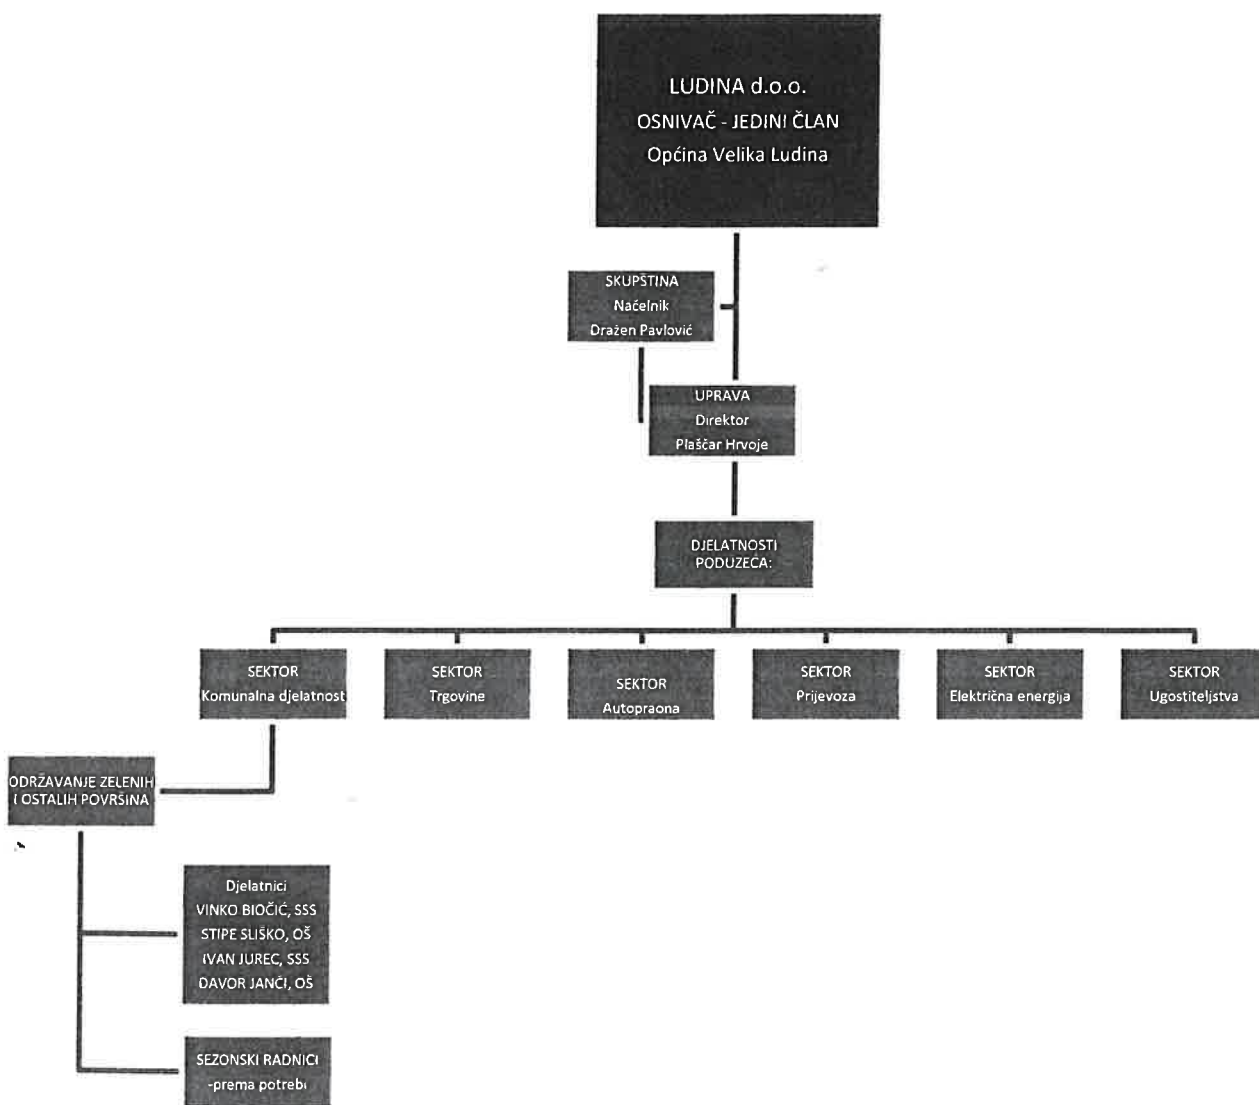 LUDINA d.o.o.
OSNIVAČ - JEDINI ČLAN
Općina Velika Ludina
SKUPŠTINA
Načelnik
Dražen Pavlović
UPRAVA
Direktor
Plaščar Hrvoje
DJELATNOSTI
PODUZEĆA:
SEKTOR
Komunalna djelatnost
SEKTOR
Trgovine
SEKTOR
Autopraona
SEKTOR
Prijevoza
SEKTOR
Električna energija
SEKTOR
Ugostiteljstva
ODRŽAVANJE ZELENIH
I OSTALIH POVRŠINA
Djelatnici
VINKO BIOČIĆ, SSS
STIPE SLIŠKO, OŠ
IVAN JUREC, SSS
DAVOR JANČI, OŠ
SEZONSKI RADNICI
-prema potrebi